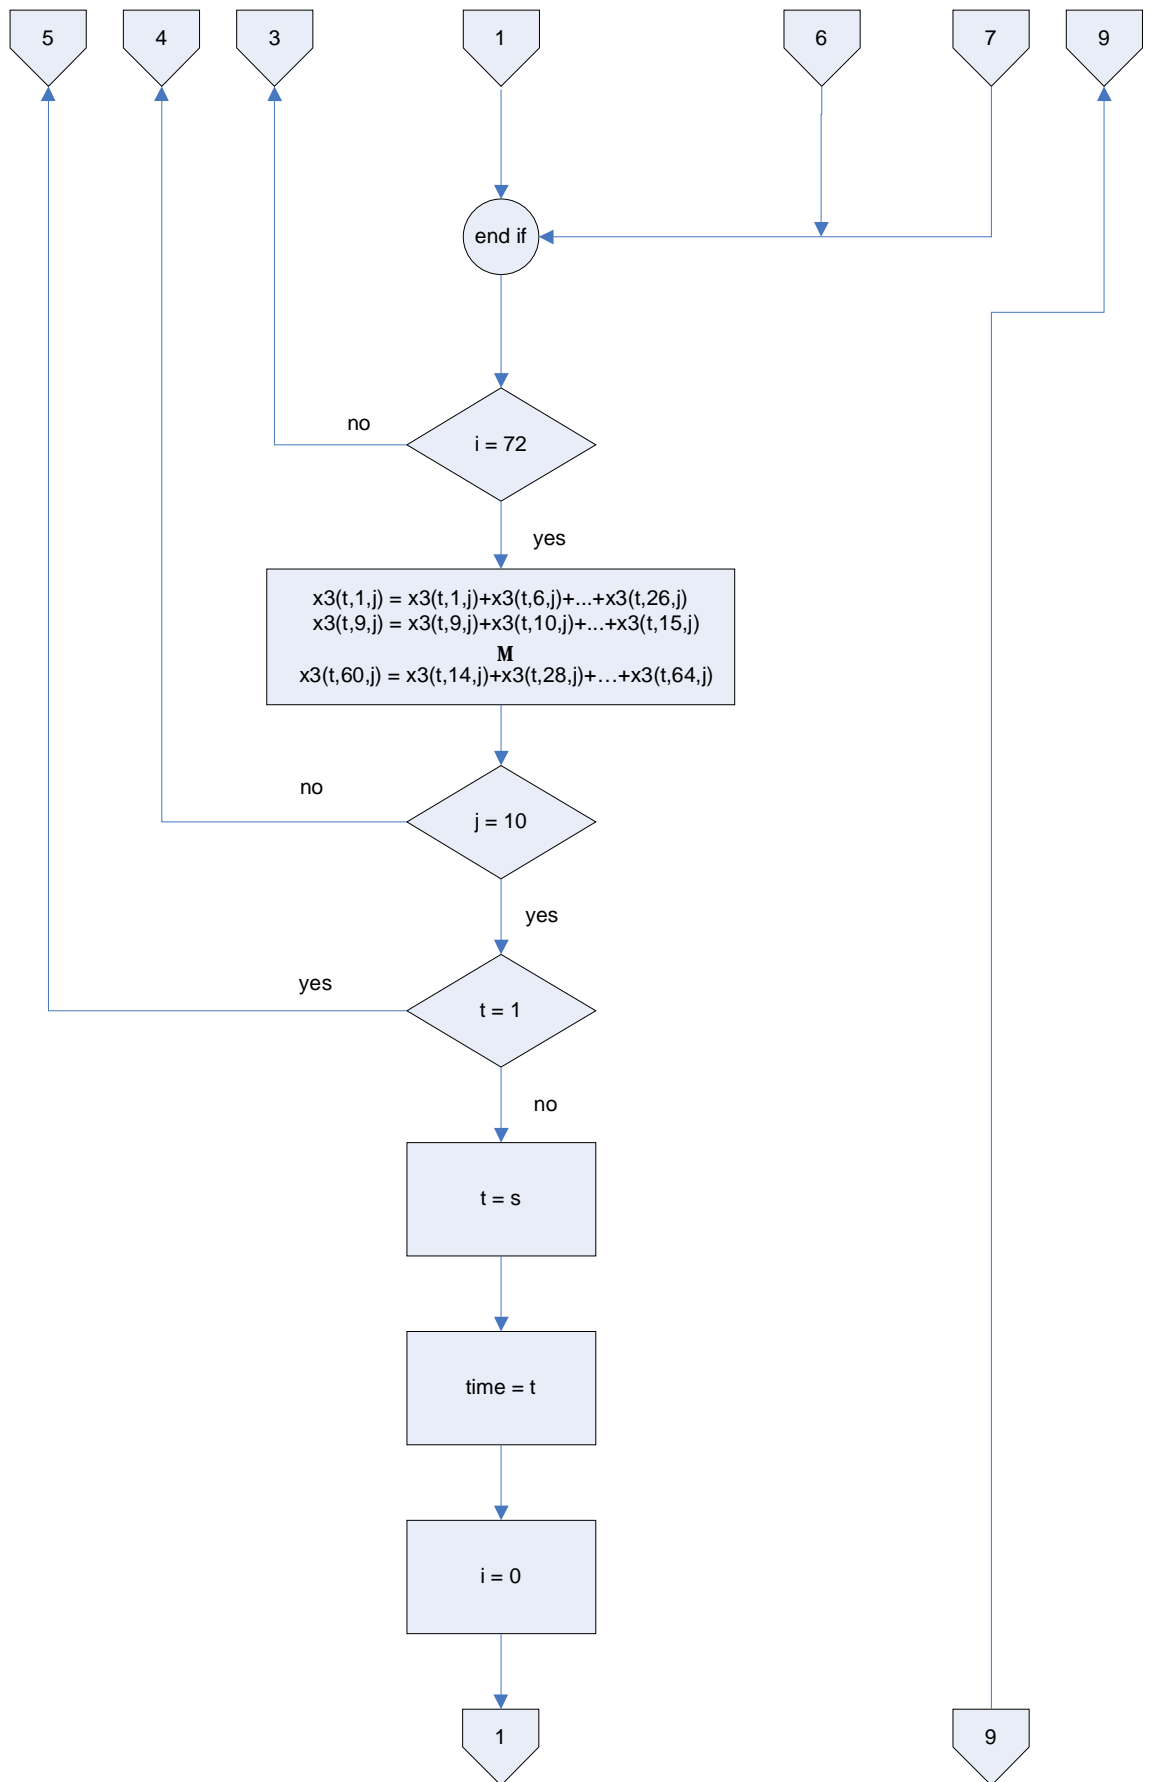 5
4
3
1
6
7
9
end if
no
i = 72
yes
x3(t,1,j) = x3(t,1,j)+x3(t,6,j)+...+x3(t,26,j)
x3(t,9,j) = x3(t,9,j)+x3(t,10,j)+...+x3(t,15,j)
M
x3(t,60,j) = x3(t,14,j)+x3(t,28,j)+…+x3(t,64,j)
no
j = 10
yes
yes
t = 1
no
t = s
time = t
i = 0
1
9